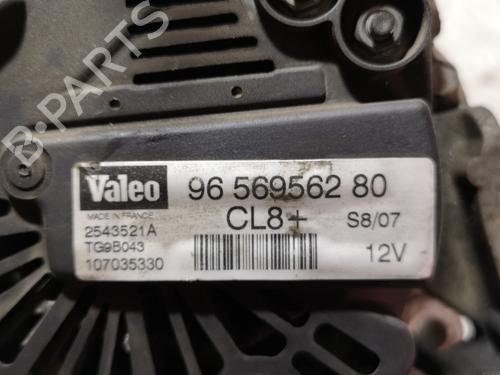 B-PARTS
Valeo
96 569562 80
MADE IN FRANCE
CL8+
S8/07
2543521A
TG9B043
12V
107035330